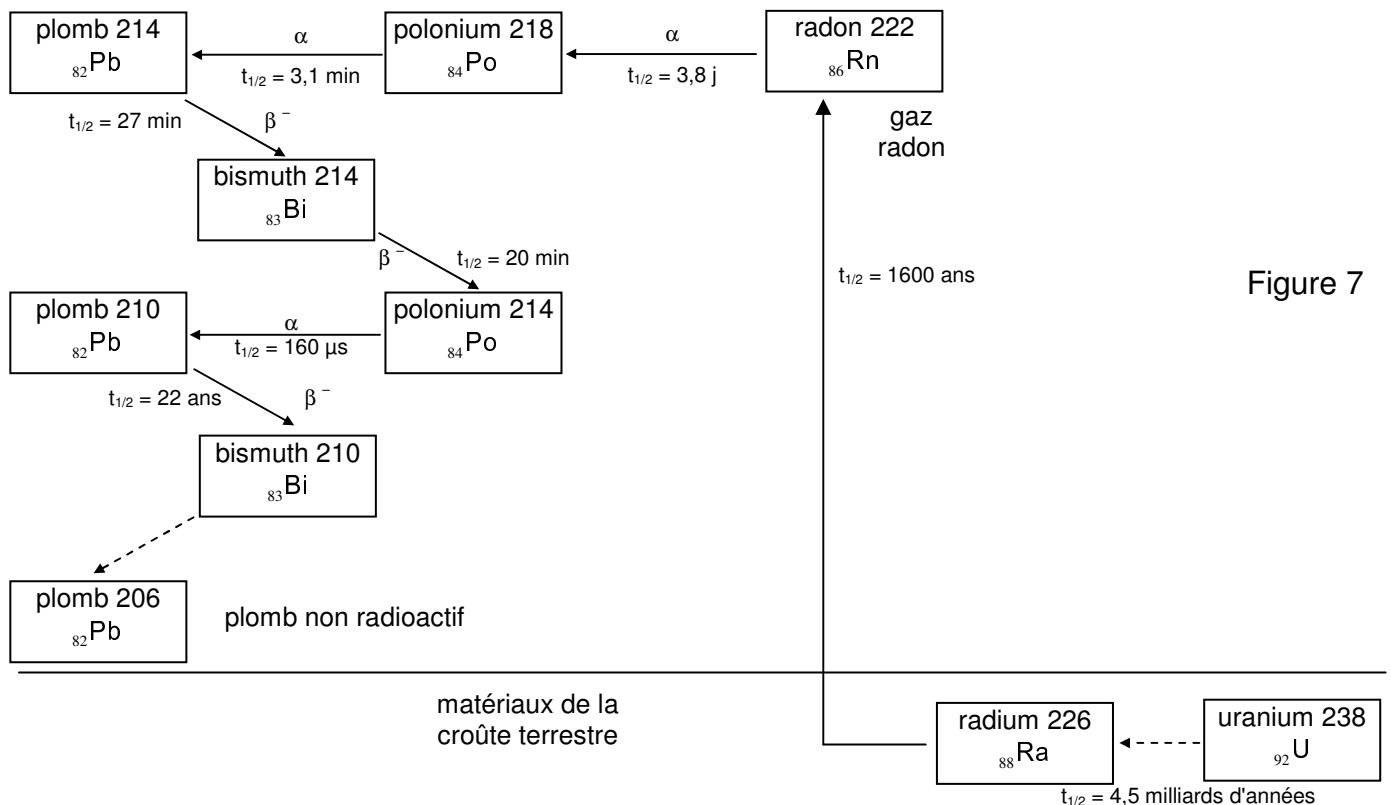 plomb 214
₈₂Pb
α
t₁/₂ = 3,1 min
polonium 218
₈₄Po
α
t₁/₂ = 3,8 j
radon 222
₈₆Rn
gaz
radon
t₁/₂ = 27 min
β⁻
bismuth 214
₈₃Bi
β⁻
t₁/₂ = 20 min
t₁/₂ = 1600 ans
Figure 7
plomb 210
₈₂Pb
α
t₁/₂ = 160 µs
polonium 214
₈₄Po
t₁/₂ = 22 ans
β⁻
bismuth 210
₈₃Bi
plomb 206
₈₂Pb
plomb non radioactif
matériaux de la
croûte terrestre
radium 226
₈₈Ra
uranium 238
₉₂U
t₁/₂ = 4,5 milliards d'années